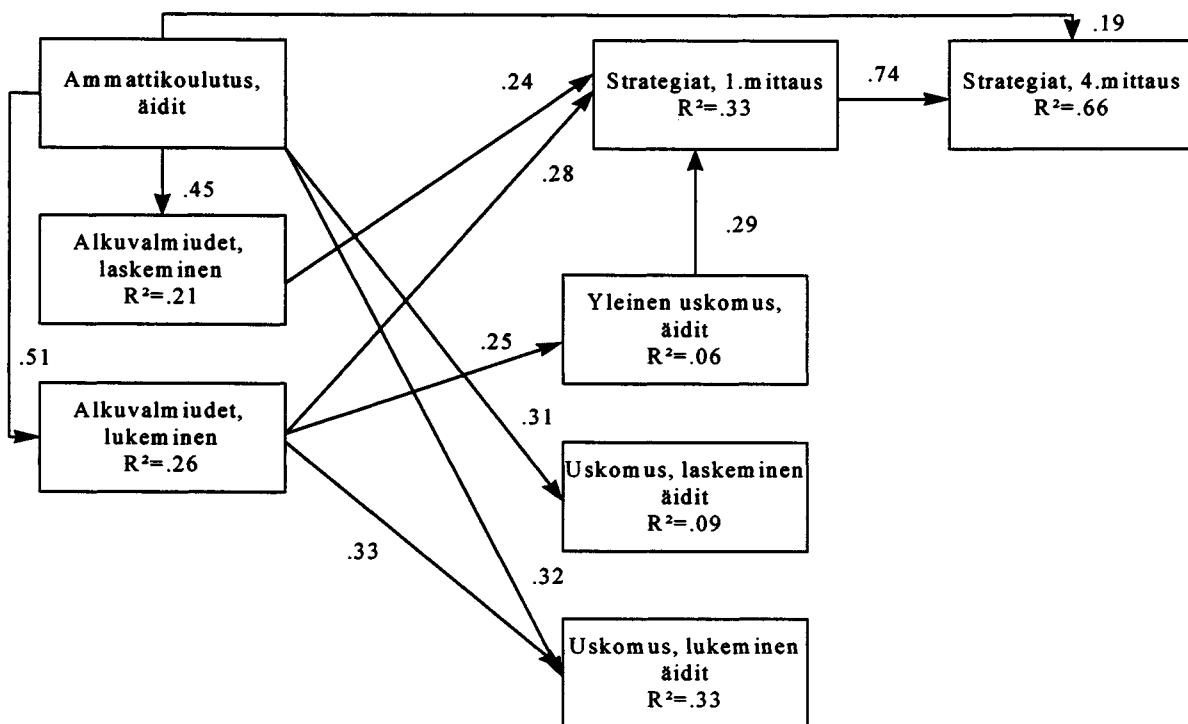 .19
Ammattikoulutus,
äidit
.24
Strategiat, 1.mittaus
R²=.33
.74
Strategiat, 4.mittaus
R²=.66
.45
.28
.29
Alkuvalmiudet,
laskeminen
R²=.21
Yleinen uskomus,
äidit
R²=.06
.51
.25
Alkuvalmiudet,
lukeminen
R²=.26
.31
Uskomus, laskeminen
äidit
R²=.09
.33
.32
Uskomus, lukeminen
äidit
R²=.33